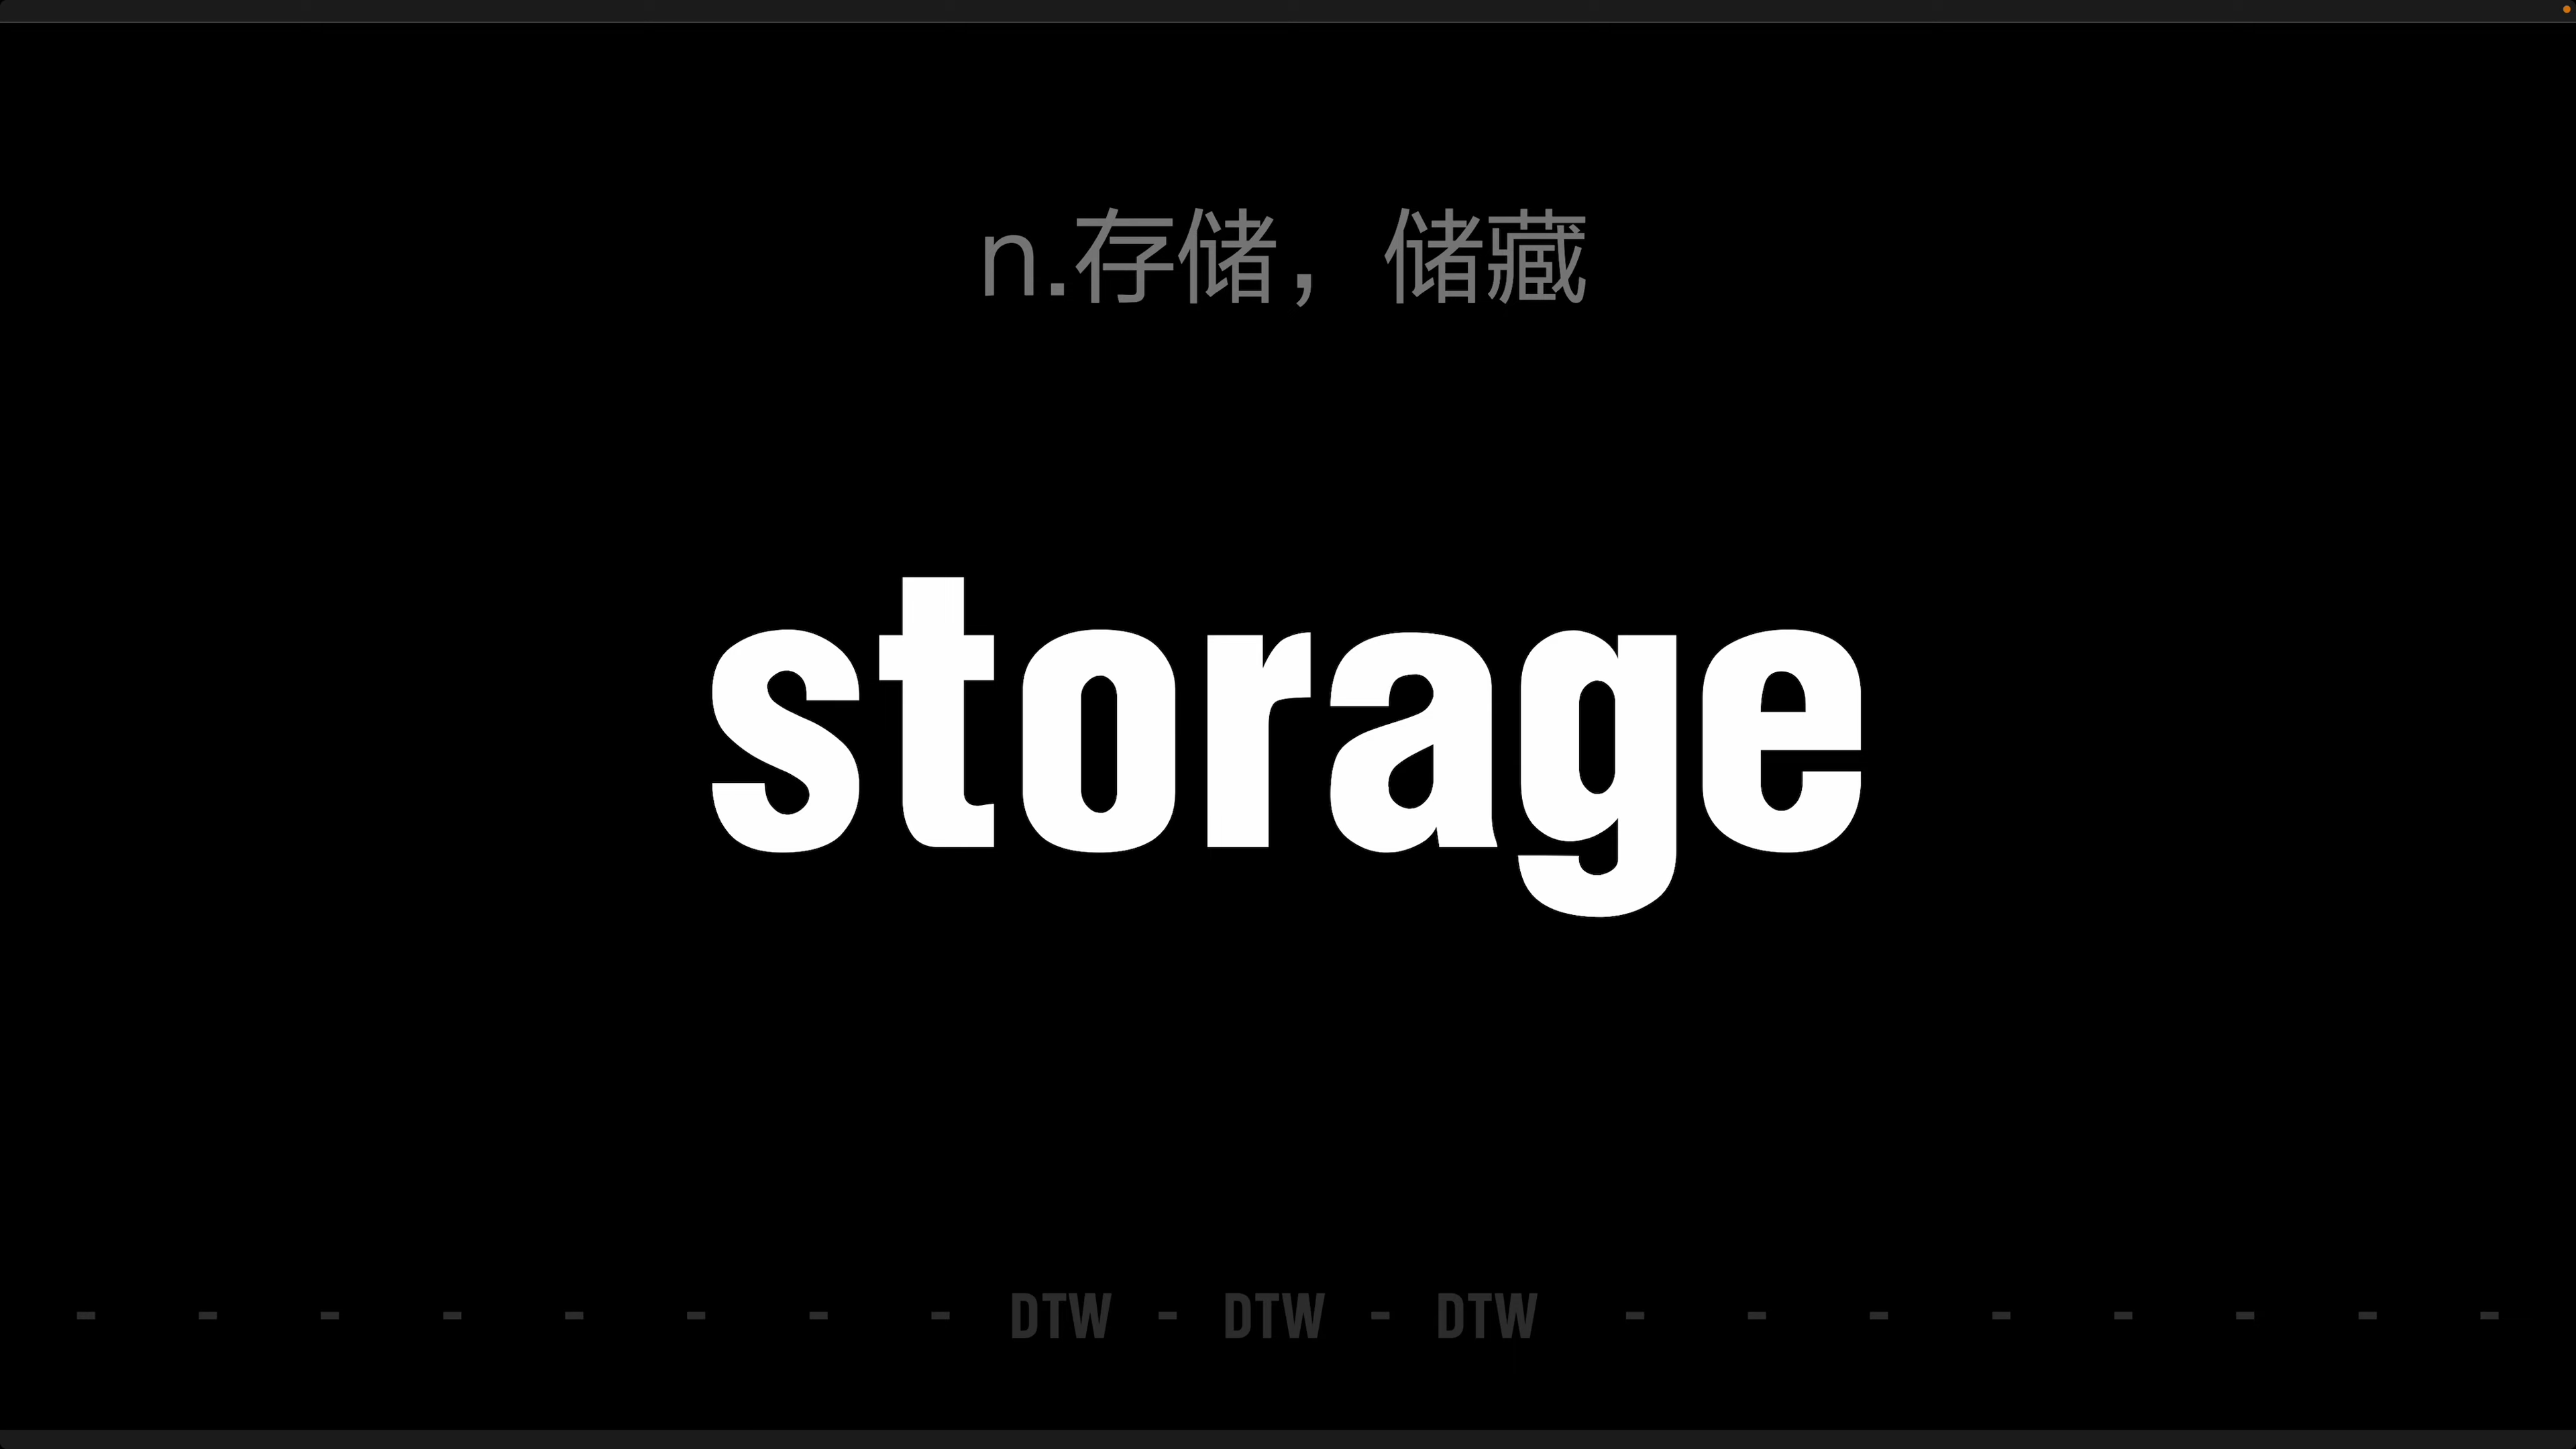 n.存储，储藏
storage
- - - - - - - - DTW - DTW - DTW - - - - - - - -